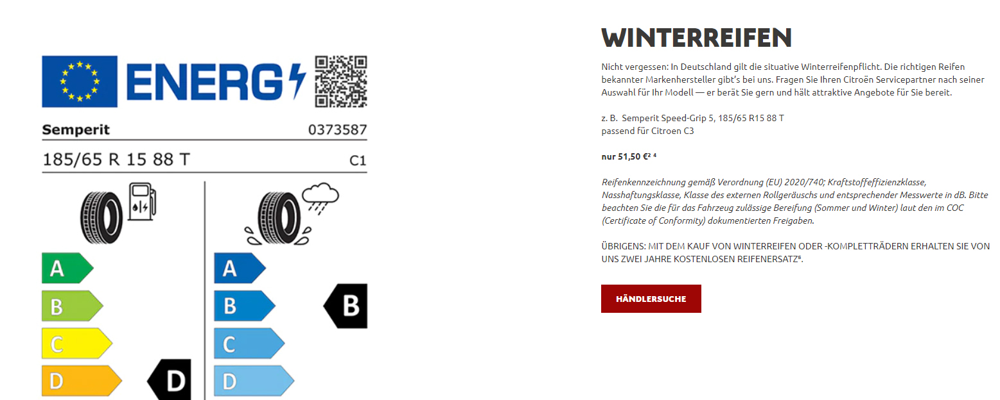 ENERG
Semperit 0373587
185/65 R 15 88 T C1
A
B
C
D
D
A
B
C
D
B
WINTERREIFEN
Nicht vergessen: In Deutschland gilt die situative Winterreifenpflicht. Die richtigen Reifen
bekannter Markenhersteller gibt's bei uns. Fragen Sie Ihren Citroën Servicepartner nach seiner
Auswahl für Ihr Modell — er berät Sie gern und hält attraktive Angebote für Sie bereit.
z. B. Semperit Speed-Grip 5, 185/65 R15 88 T
passend für Citroen C3
nur 51,50 €² ⁴
Reifenkennzeichnung gemäß Verordnung (EU) 2020/740; Kraftstoffeffizienzklasse,
Nasshaftungsklasse, Klasse des externen Rollgeräuschs und entsprechender Messwerte in dB. Bitte
beachten Sie die für das Fahrzeug zulässige Bereifung (Sommer und Winter) laut den im COC
(Certificate of Conformity) dokumentierten Freigaben.
ÜBRIGENS: MIT DEM KAUF VON WINTERREIFEN ODER -KOMPLETTRÄDERN ERHALTEN SIE VON
UNS ZWEI JAHRE KOSTENLOSEN REIFENERSATZ⁵.
HÄNDLERSUCHE